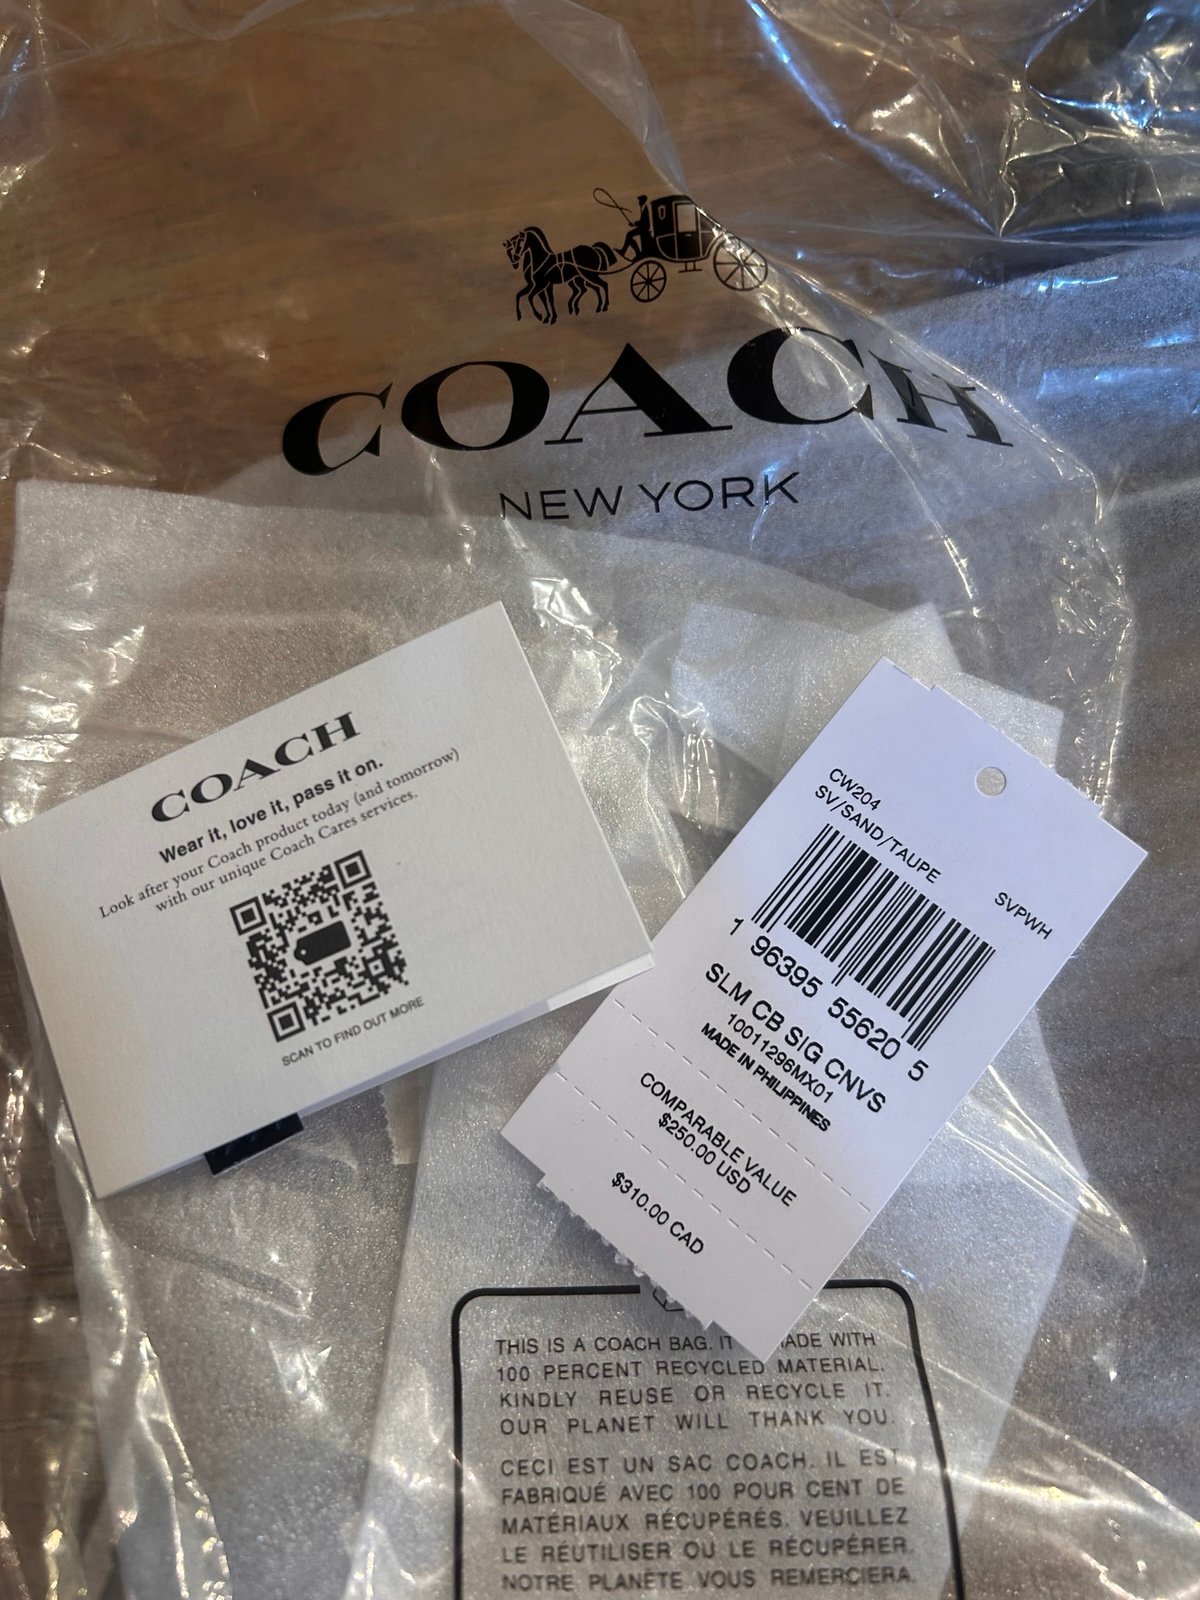 COACH
NEW YORK
COACH
Wear it, love it, pass it on.
Look after your Coach product today (and tomorrow)
with our unique Coach Cares services.
SCAN TO FIND OUT MORE
CW204
SV/SAND/TAUPE
SVPWH
1 96395 55620 5
SLM CB SIG CNVS
10011296MX01
MADE IN PHILIPPINES
COMPARABLE VALUE
$250.00 USD
$310.00 CAD
THIS IS A COACH BAG. IT MADE WITH
100 PERCENT RECYCLED MATERIAL.
KINDLY REUSE OR RECYCLE IT.
OUR PLANET WILL THANK YOU.
CECI EST UN SAC COACH. IL EST
FABRIQUÉ AVEC 100 POUR CENT DE
MATÉRIAUX RÉCUPÉRÉS. VEUILLEZ
LE RÉUTILISER OU LE RÉCUPÉRER.
NOTRE PLANÈTE VOUS REMERCIERA.